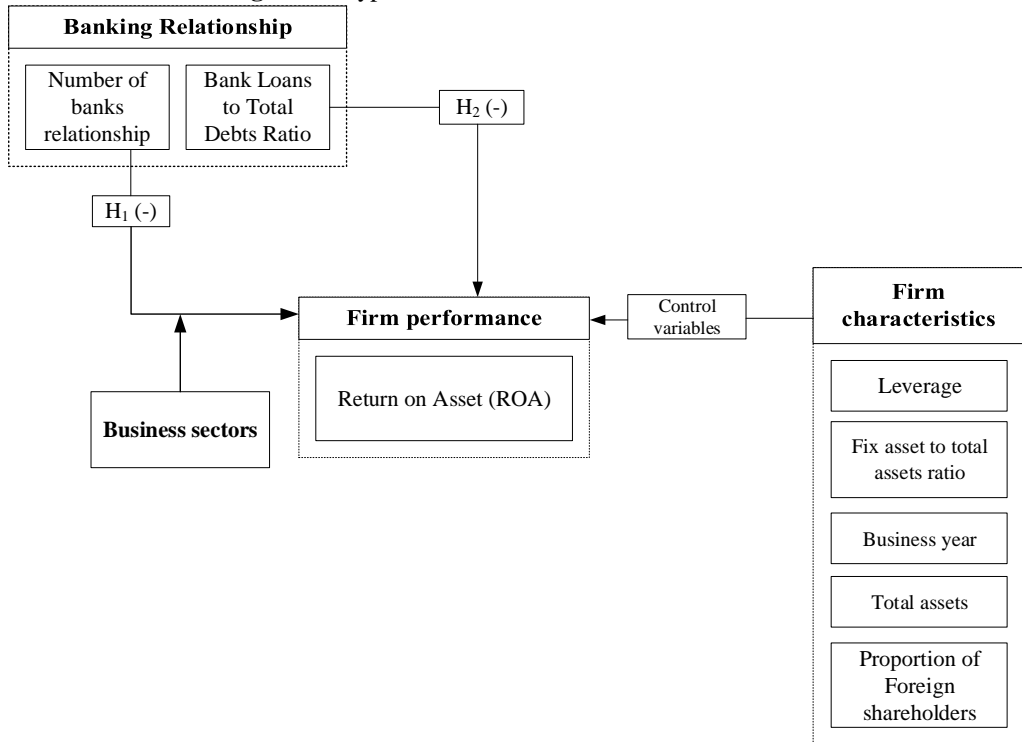 Banking Relationship
Number of
banks
relationship
Bank Loans
to Total
Debts Ratio
H₂ (-)
H₁ (-)
Firm performance
Return on Asset (ROA)
Business sectors
Control
variables
Firm
characteristics
Leverage
Fix asset to total
assets ratio
Business year
Total assets
Proportion of
Foreign
shareholders